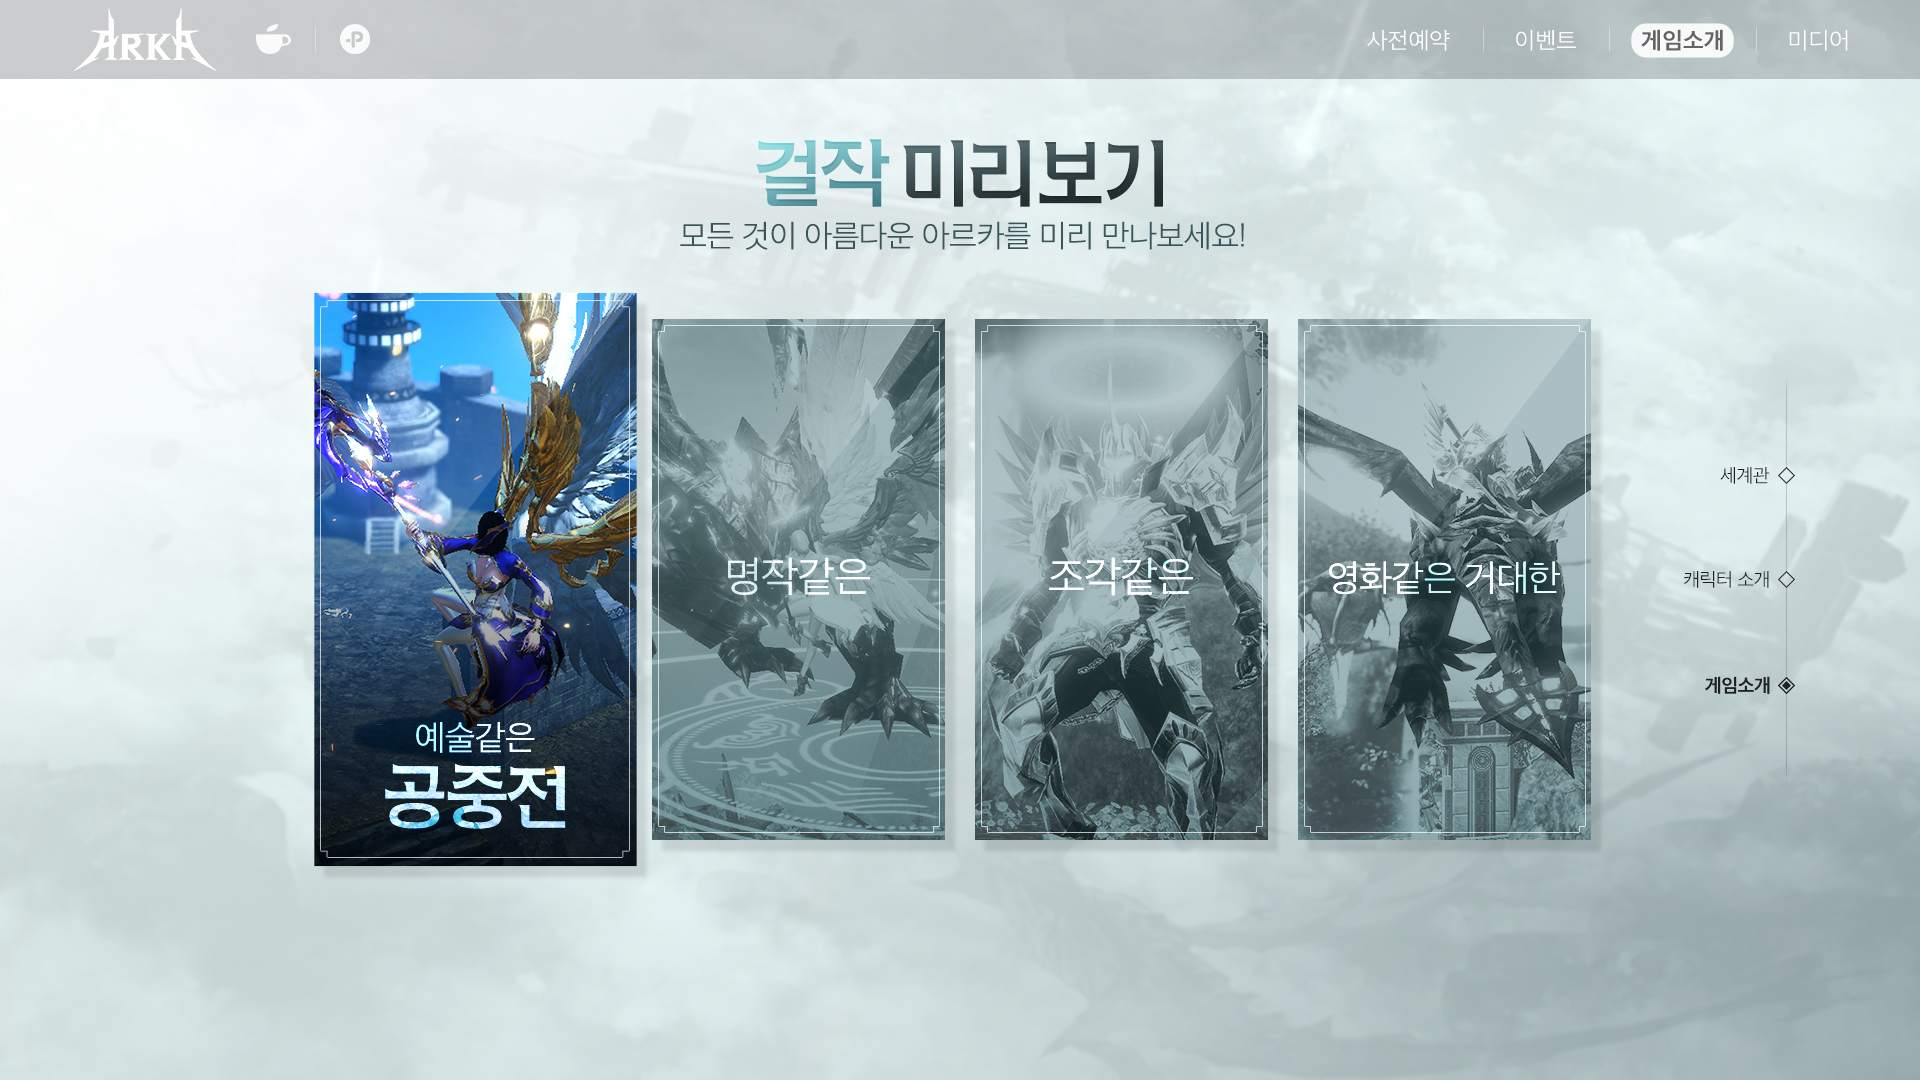 ARKA
P
사전예약
이벤트
게임소개
미디어
걸작 미리보기
모든 것이 아름다운 아르카를 미리 만나보세요!
예술같은
공중전
명작같은
조각같은
영화같은 거대한
세계관
캐릭터 소개
게임소개